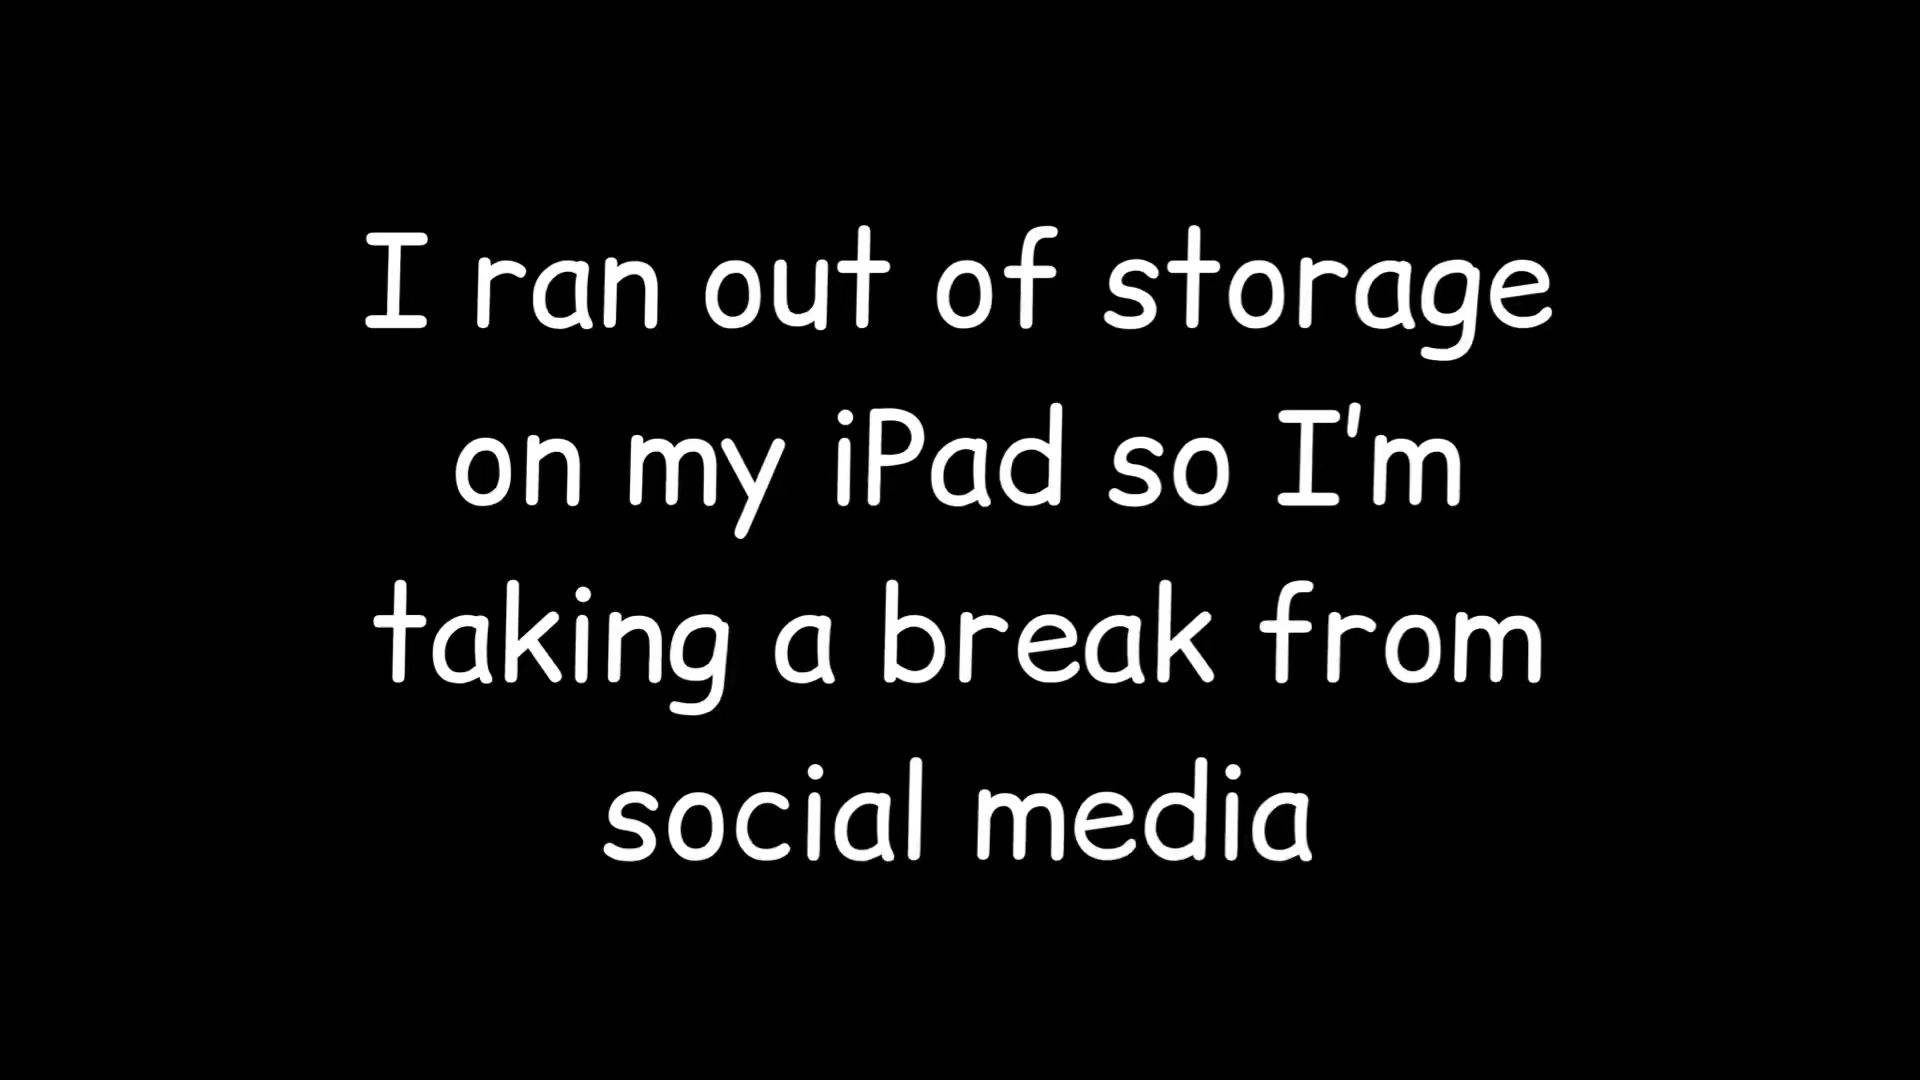 I ran out of storage
on my iPad so I'm
taking a break from
social media